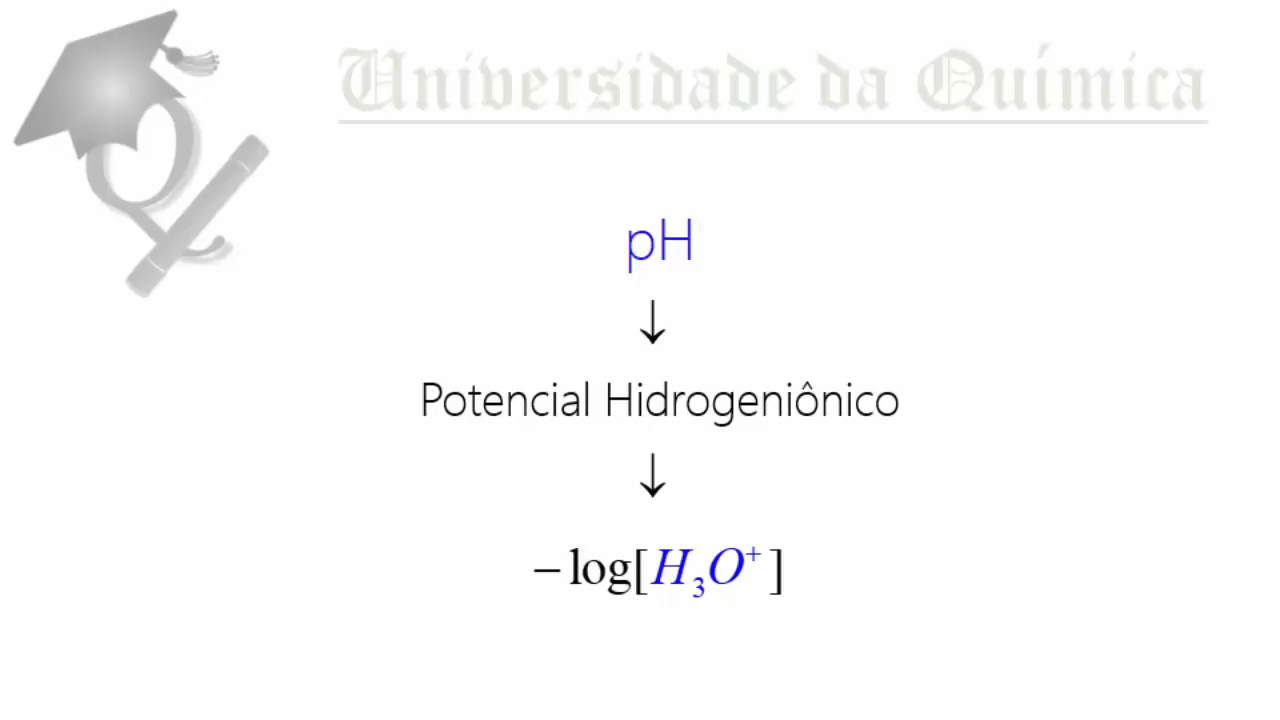 Universidade da Química
pH
↓
Potencial Hidrogeniônico
↓
−log[H₃O⁺]